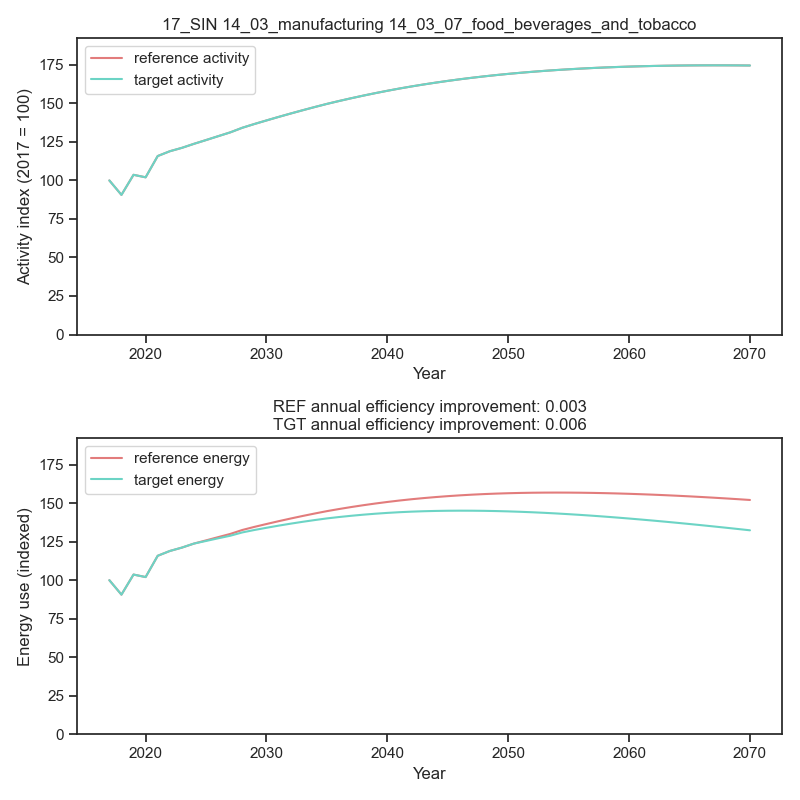 17_SIN 14_03_manufacturing 14_03_07_food_beverages_and_tobacco
reference activity
target activity
Activity index (2017 = 100)
175
150
125
100
75
50
25
0
2020
2030
2040
2050
2060
2070
Year
REF annual efficiency improvement: 0.003
TGT annual efficiency improvement: 0.006
reference energy
target energy
Energy use (indexed)
175
150
125
100
75
50
25
0
2020
2030
2040
2050
2060
2070
Year